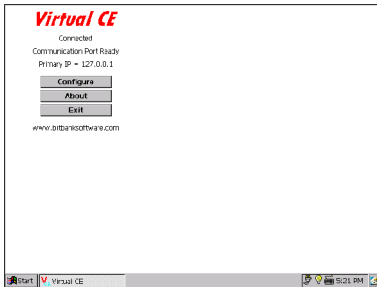 Virtual CE
Connected
Communication Port Ready
Primary IP = 127.0.0.1
Configure
About
Exit
www.bitbanksoftware.com
Start
Virtual CE
5:21 PM